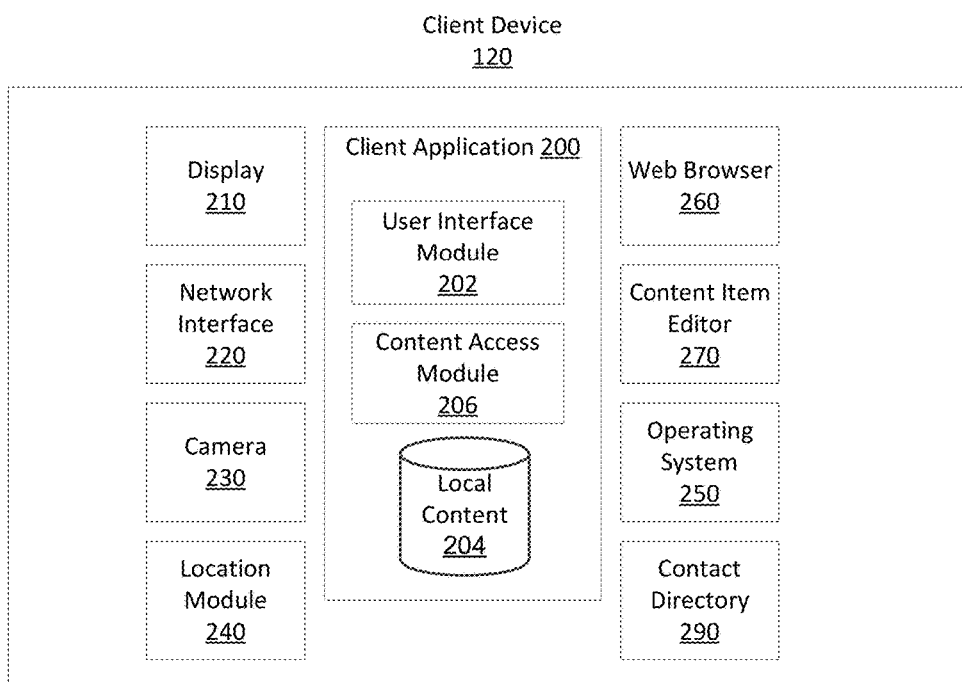 Client Device
120
Display
210
Network
Interface
220
Camera
230
Location
Module
240
Client Application 200
User Interface
Module
202
Content Access
Module
206
Local
Content
204
Web Browser
260
Content Item
Editor
270
Operating
System
250
Contact
Directory
290